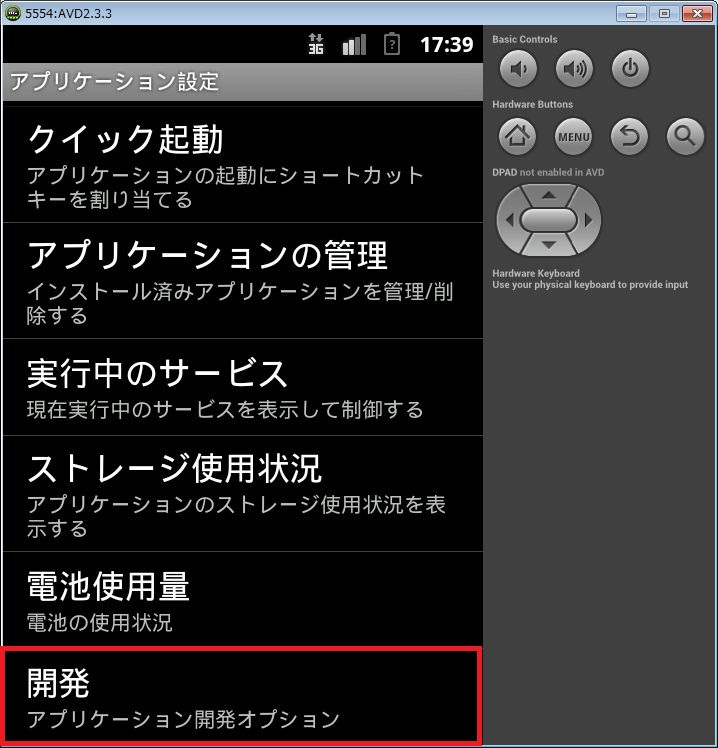 5554:AVD2.3.3
3G
17:39
アプリケーション設定
クイック起動
アプリケーションの起動にショートカット
キーを割り当てる
アプリケーションの管理
インストール済みアプリケーションを管理/削
除する
実行中のサービス
現在実行中のサービスを表示して制御する
ストレージ使用状況
アプリケーションのストレージ使用状況を表
示する
電池使用量
電池の使用状況
開発
アプリケーション開発オプション
Basic Controls
Hardware Buttons
MENU
DPAD not enabled in AVD
Hardware Keyboard
Use your physical keyboard to provide input